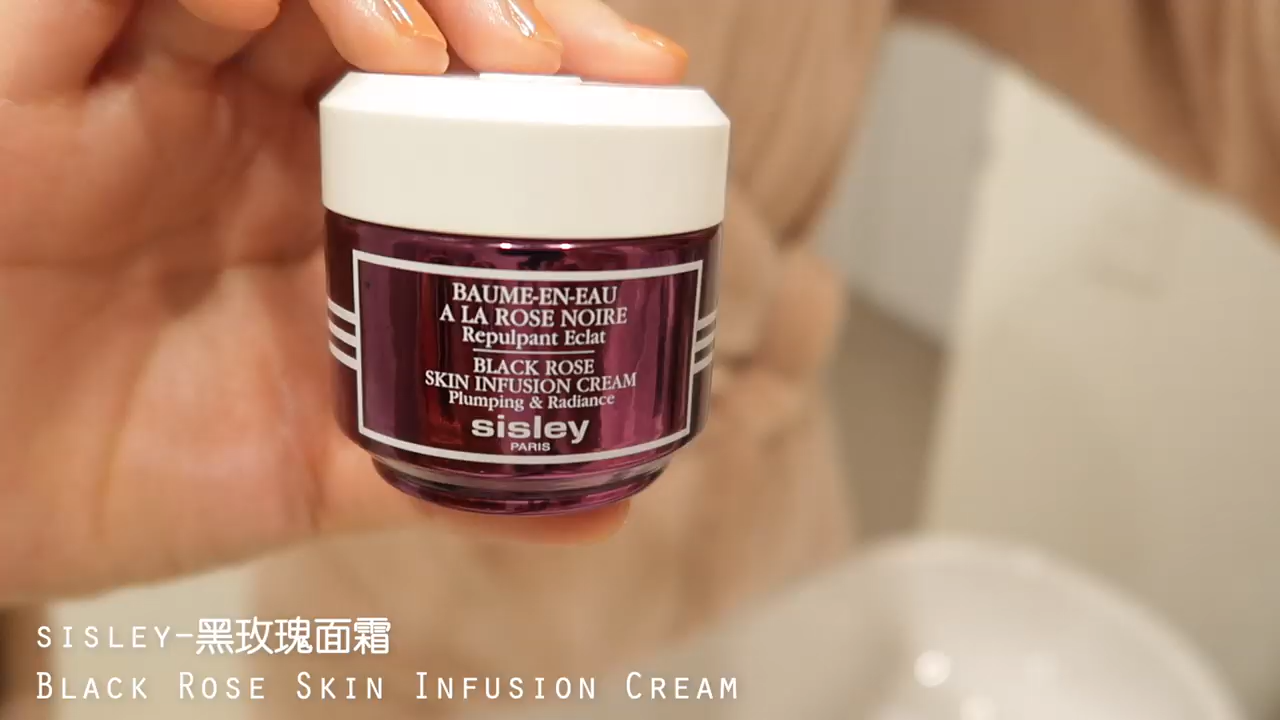 BAUME-EN-EAU
A LA ROSE NOIRE
Repulpant Eclat
BLACK ROSE
SKIN INFUSION CREAM
Plumping & Radiance
sisley
PARIS
SISLEY-黑玫瑰面霜
BLACK ROSE SKIN INFUSION CREAM